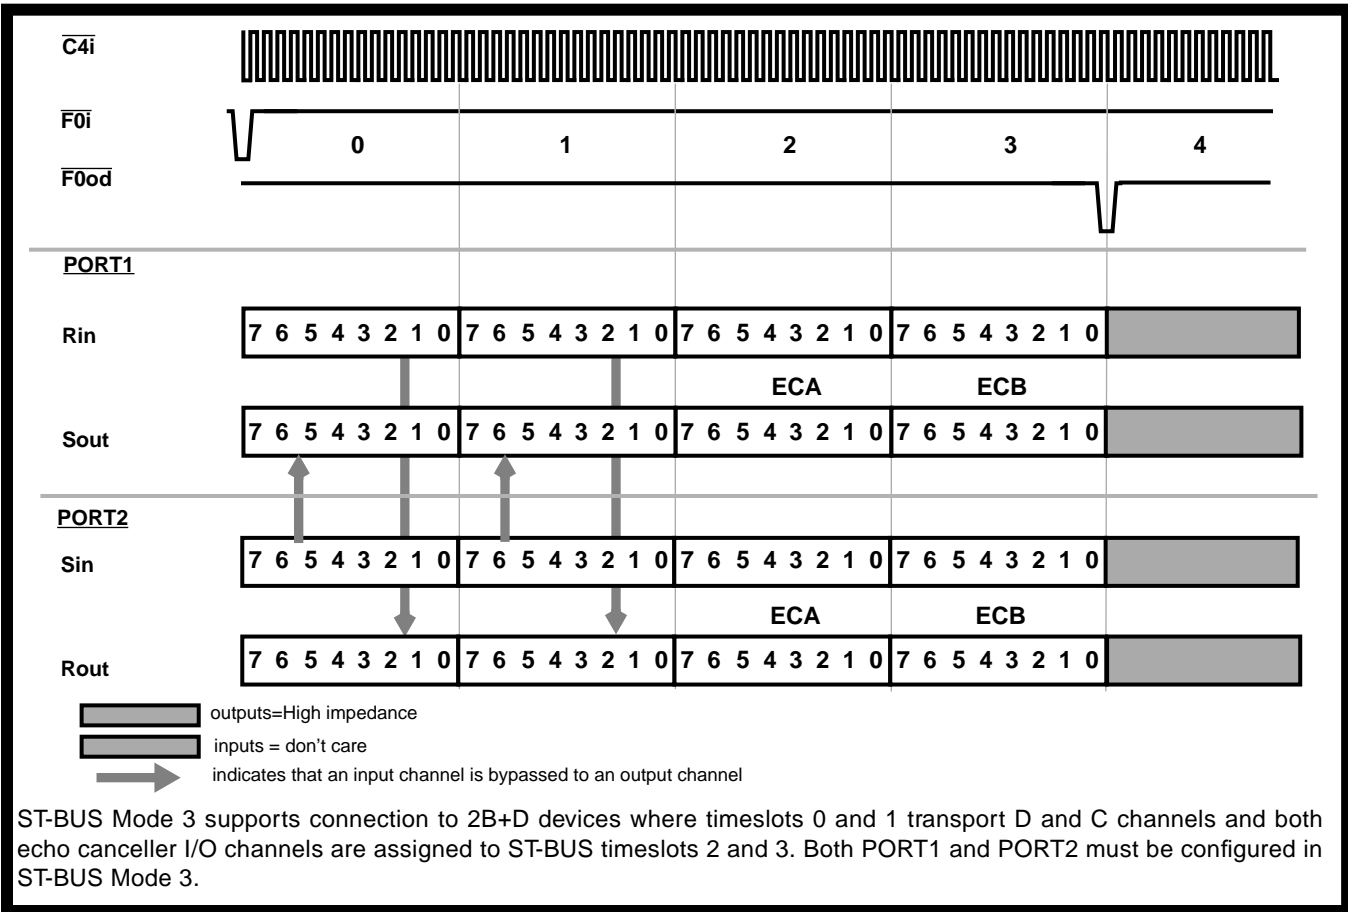 C4i
F0i
0 1 2 3 4
F0od
PORT1
Rin 7 6 5 4 3 2 1 0 7 6 5 4 3 2 1 0 7 6 5 4 3 2 1 0 7 6 5 4 3 2 1 0
ECA ECB
Sout 7 6 5 4 3 2 1 0 7 6 5 4 3 2 1 0 7 6 5 4 3 2 1 0 7 6 5 4 3 2 1 0
PORT2
Sin 7 6 5 4 3 2 1 0 7 6 5 4 3 2 1 0 7 6 5 4 3 2 1 0 7 6 5 4 3 2 1 0
ECA ECB
Rout 7 6 5 4 3 2 1 0 7 6 5 4 3 2 1 0 7 6 5 4 3 2 1 0 7 6 5 4 3 2 1 0
outputs=High impedance
inputs = don't care
indicates that an input channel is bypassed to an output channel
ST-BUS Mode 3 supports connection to 2B+D devices where timeslots 0 and 1 transport D and C channels and both
echo canceller I/O channels are assigned to ST-BUS timeslots 2 and 3. Both PORT1 and PORT2 must be configured in
ST-BUS Mode 3.